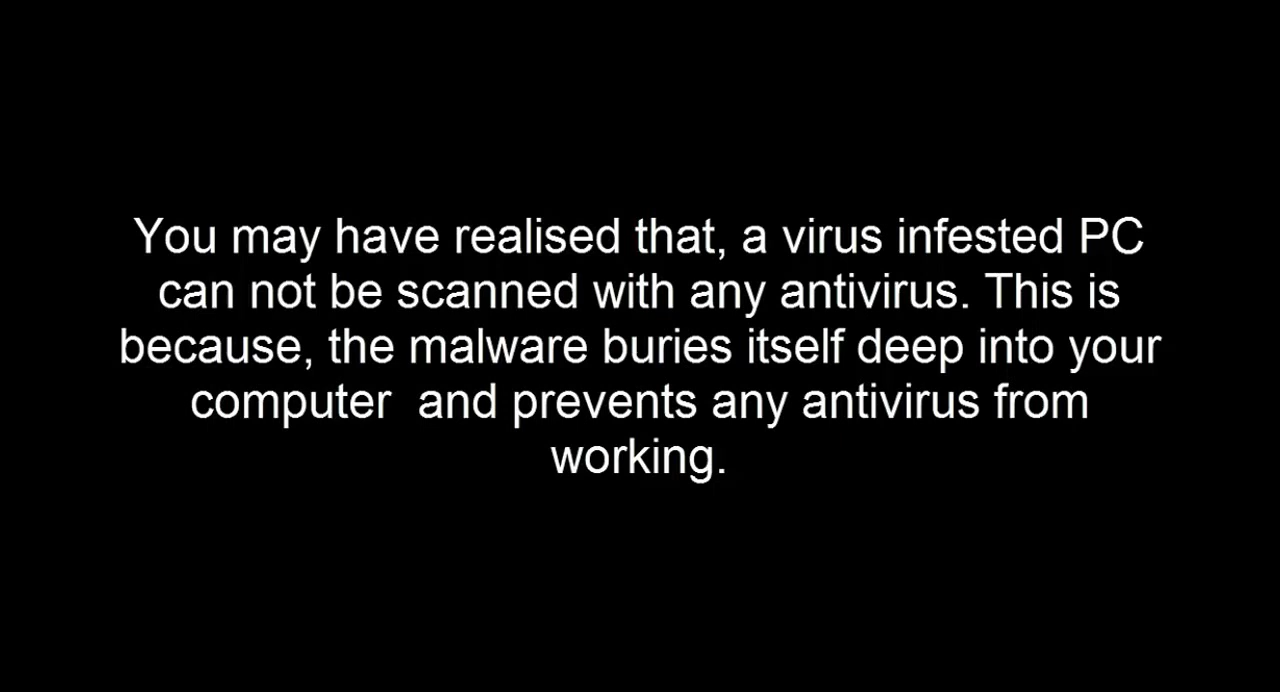 You may have realised that, a virus infested PC
can not be scanned with any antivirus. This is
because, the malware buries itself deep into your
computer  and prevents any antivirus from
working.